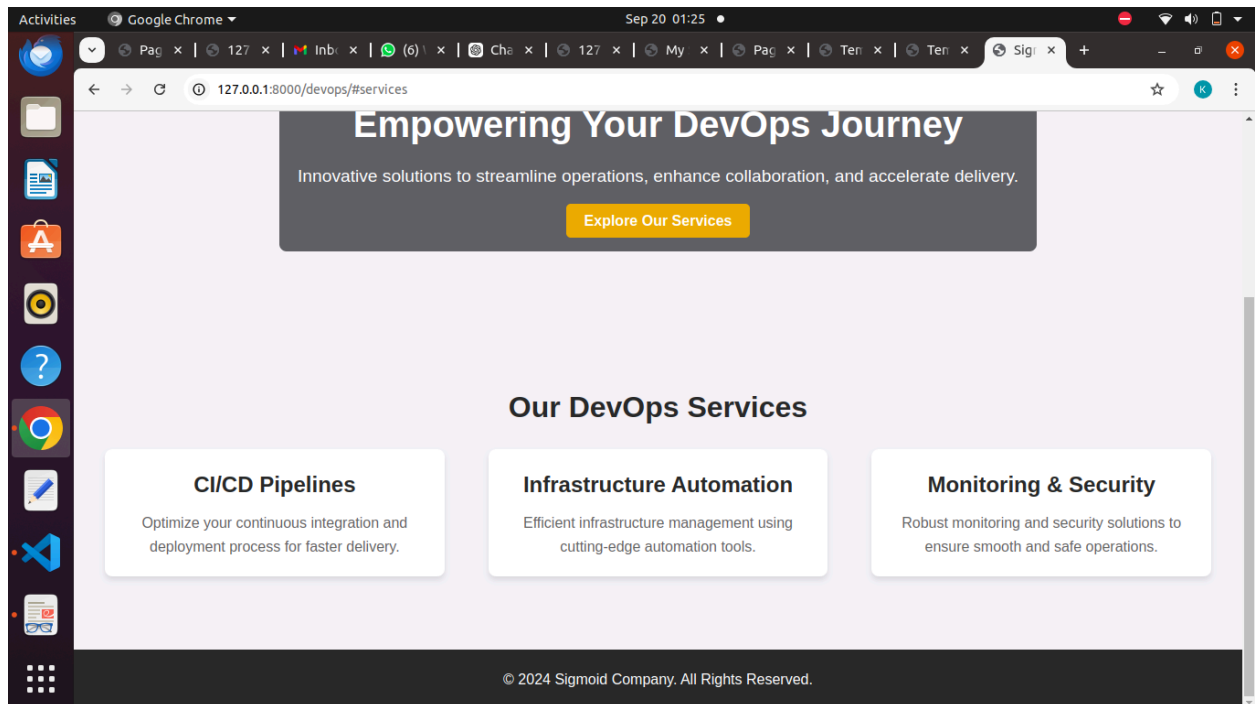 Activities
Google Chrome
Sep 20 01:25
Pag
127
Inb
(6)
Cha
127
My
Pag
Tem
Tem
Sig
127.0.0.1:8000/devops/#services
K
Empowering Your DevOps Journey
Innovative solutions to streamline operations, enhance collaboration, and accelerate delivery.
Explore Our Services
Our DevOps Services
CI/CD Pipelines
Optimize your continuous integration and
deployment process for faster delivery.
Infrastructure Automation
Efficient infrastructure management using
cutting-edge automation tools.
Monitoring & Security
Robust monitoring and security solutions to
ensure smooth and safe operations.
© 2024 Sigmoid Company. All Rights Reserved.